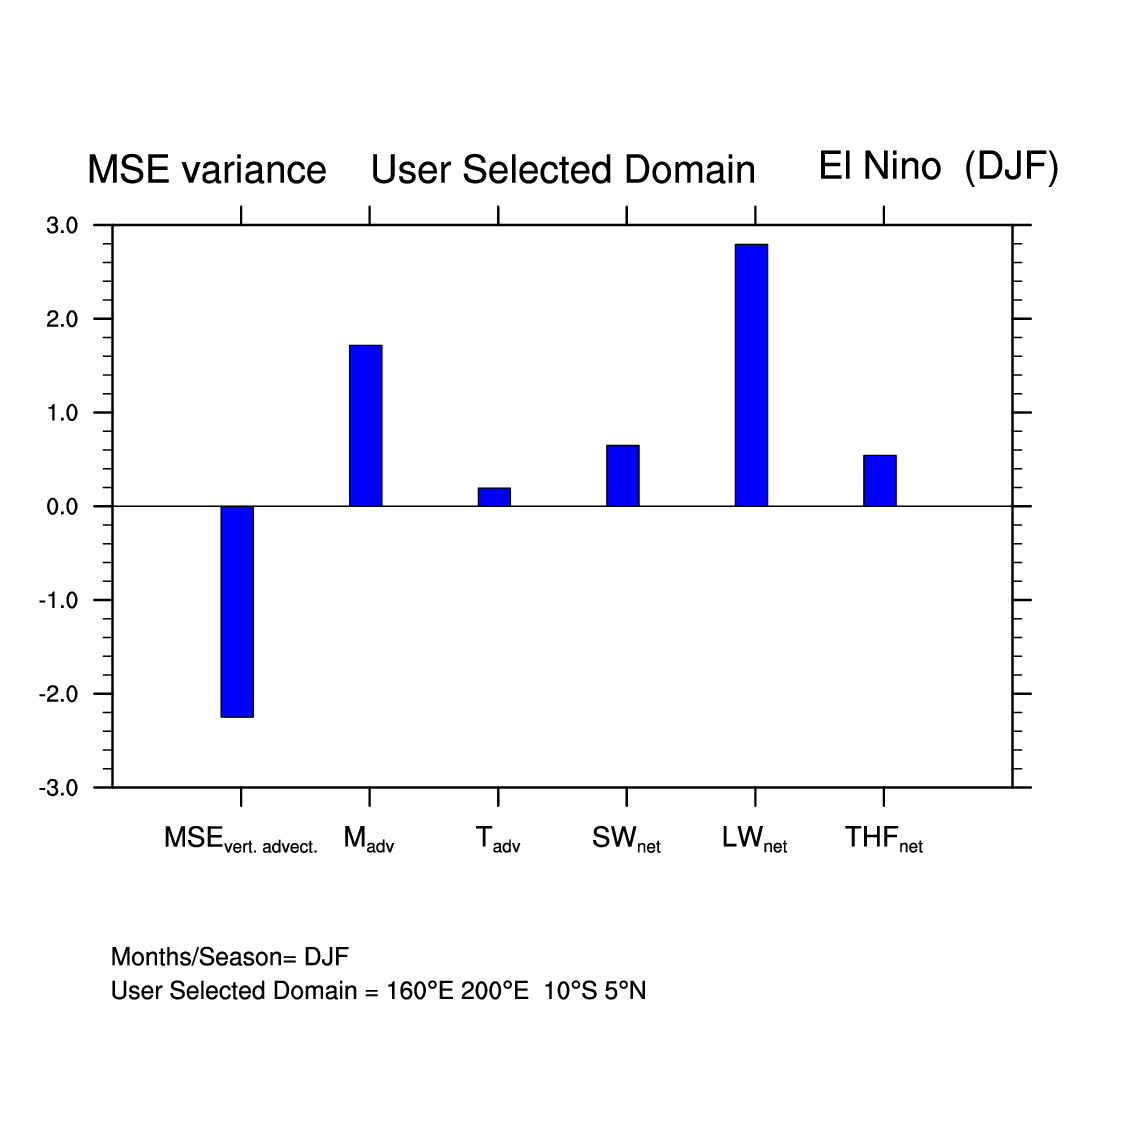 MSE variance User Selected Domain El Nino (DJF)
3.0
2.0
1.0
0.0
-1.0
-2.0
-3.0
MSEvert. advect. Madv Tadv SWnet LWnet THFnet
Months/Season= DJF
User Selected Domain = 160°E 200°E 10°S 5°N